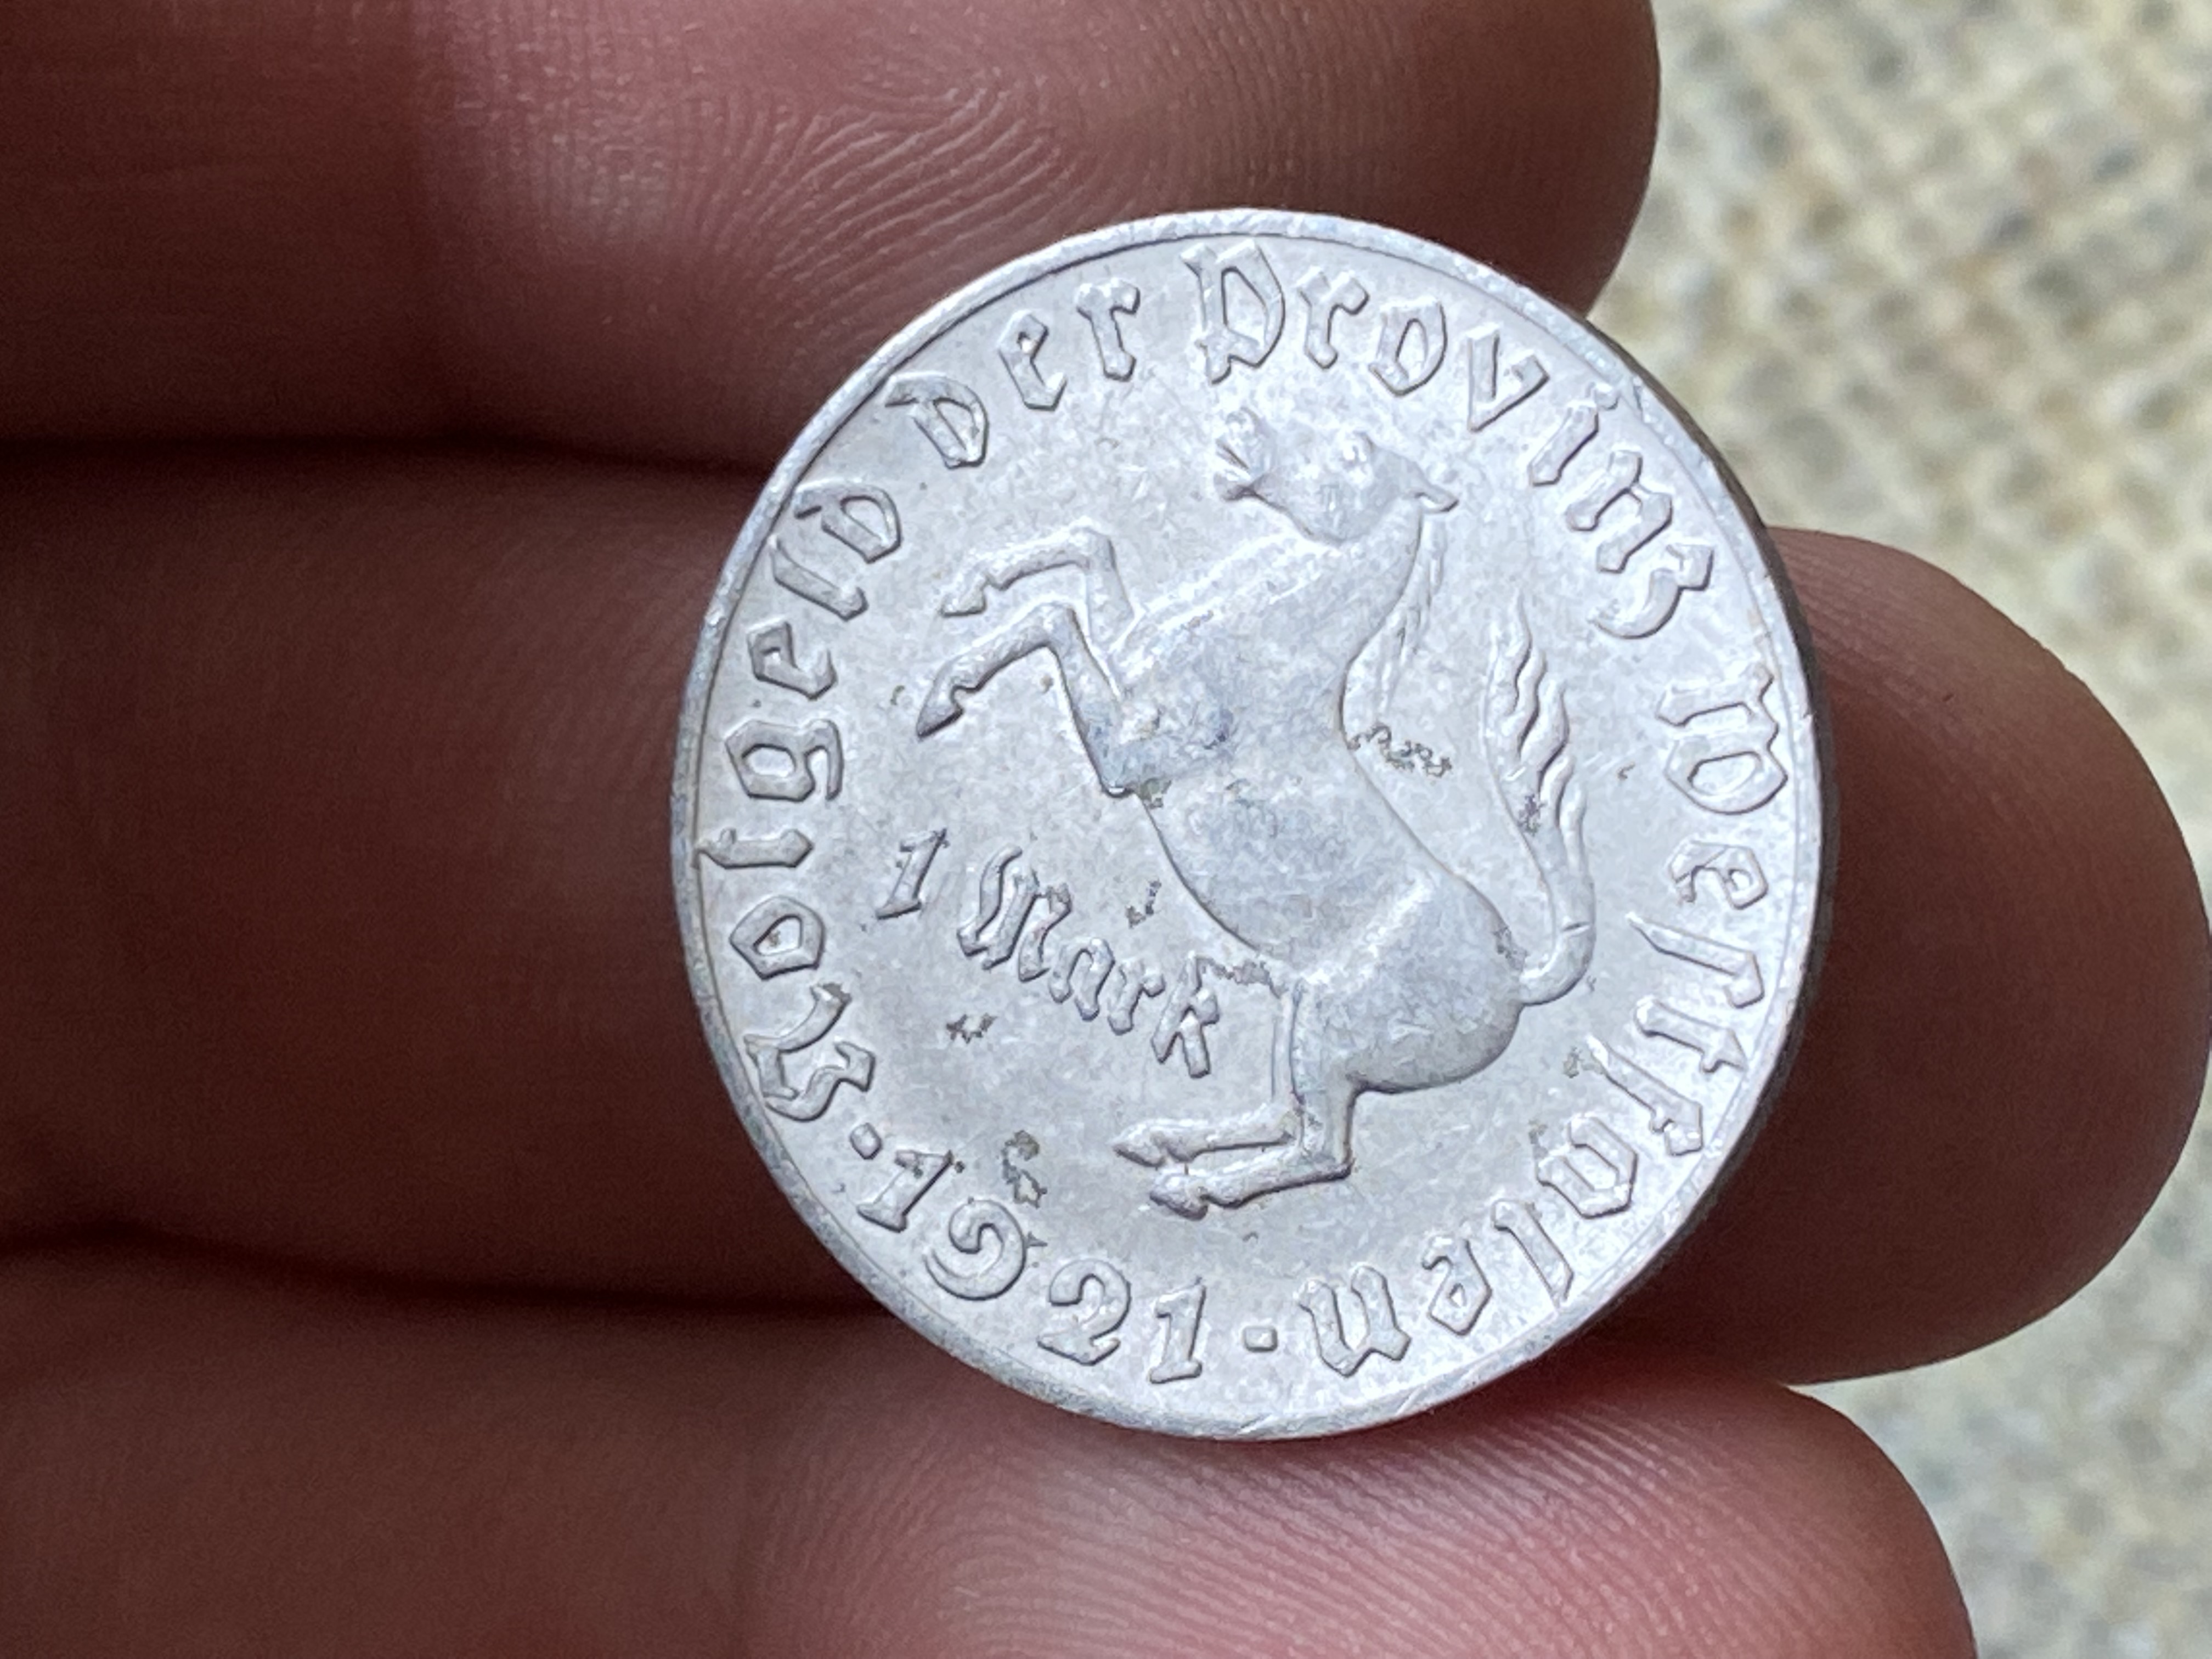 Notgeld der Provinz Westfalen
· 1921 ·
1 Mark